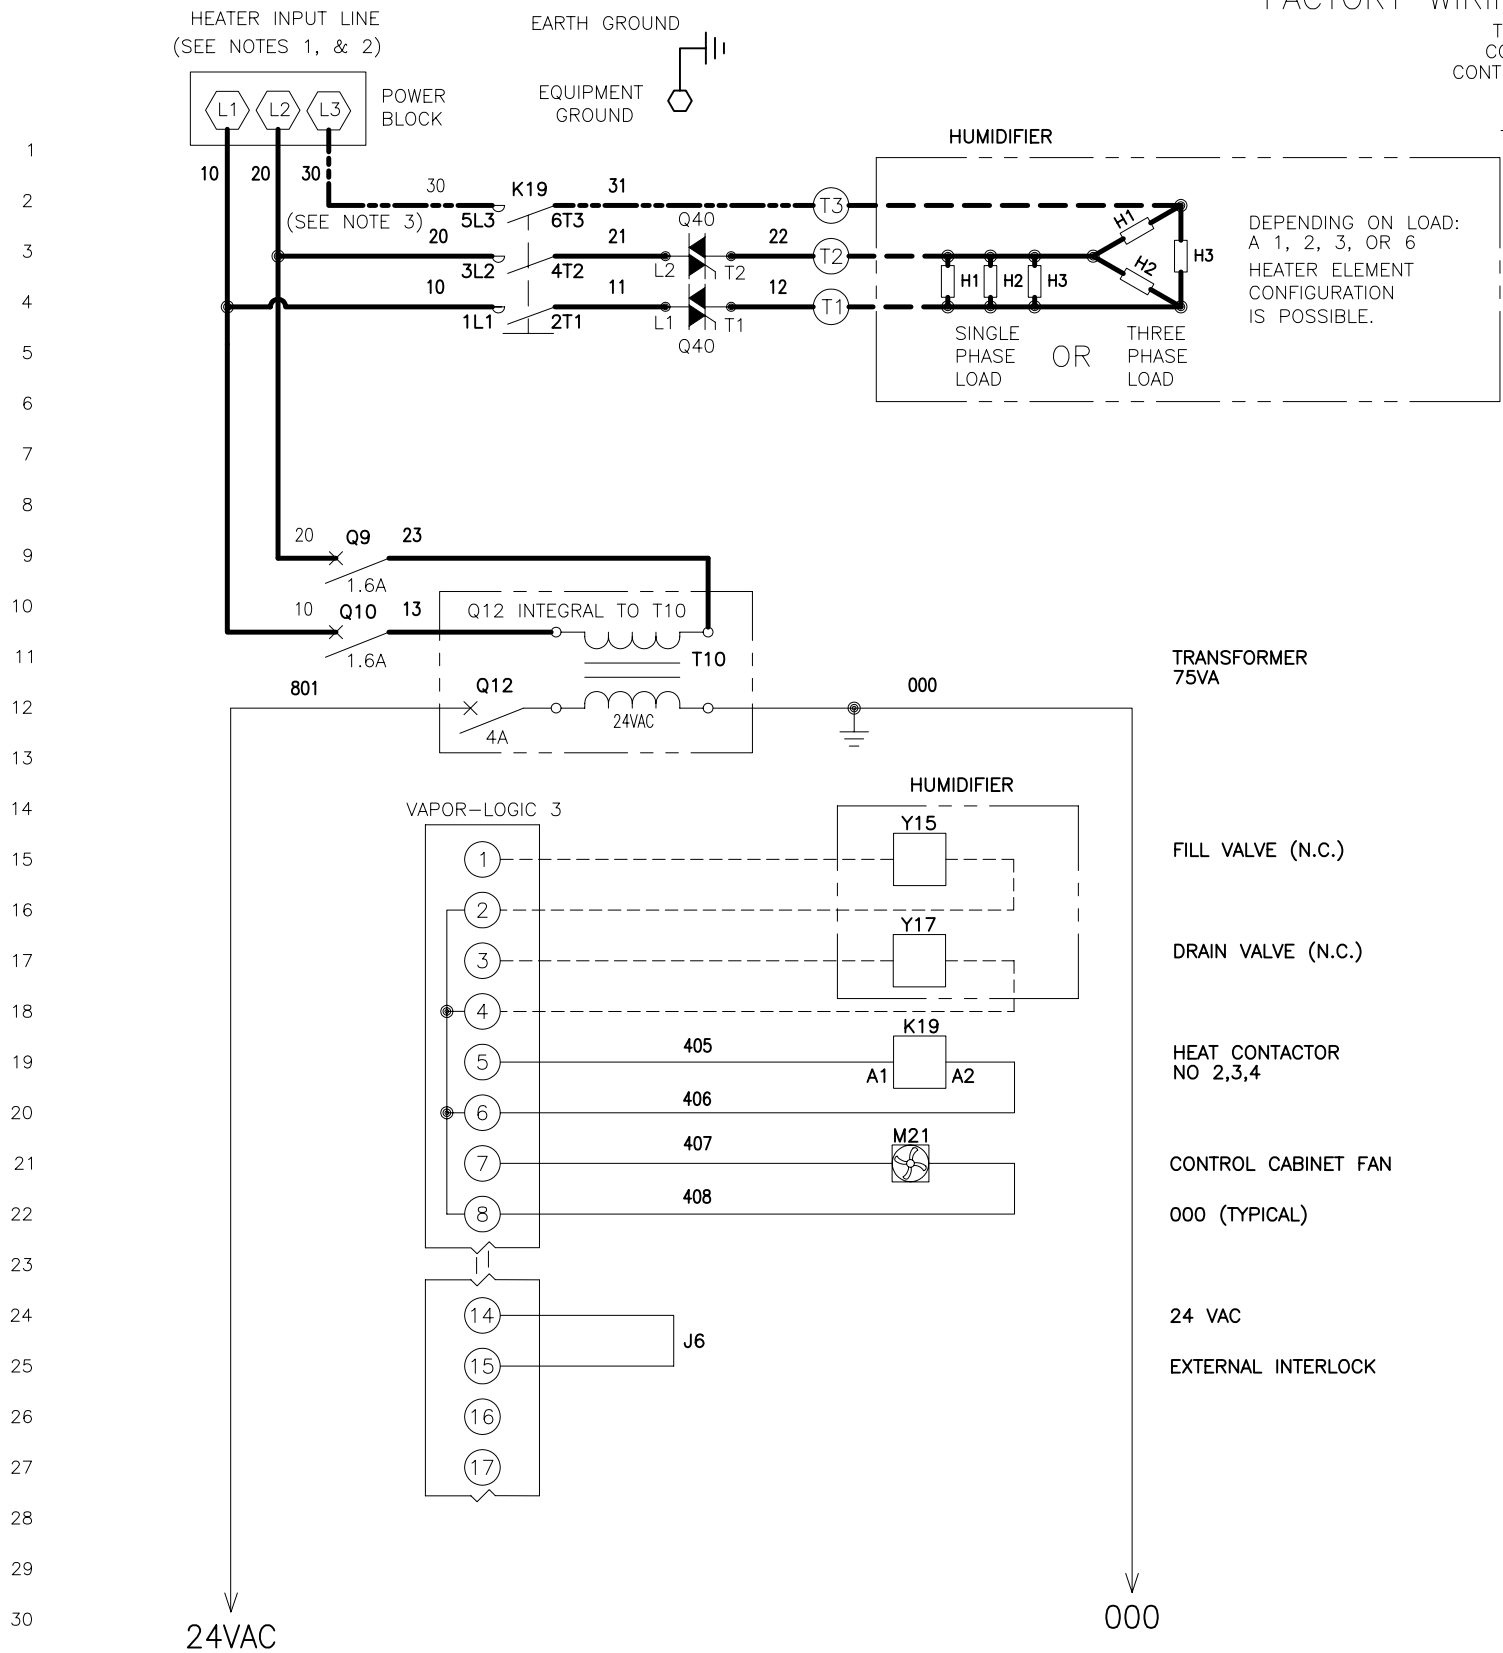 FACTORY WIRI
HEATER INPUT LINE
(SEE NOTES 1, & 2)
EARTH GROUND
T
CO
CONT
L1 L2 L3
POWER
BLOCK
EQUIPMENT
GROUND
HUMIDIFIER
1
10 20 30
2
30 K19 31 T3
(SEE NOTE 3) 5L3 6T3 Q40
H1
DEPENDING ON LOAD:
A 1, 2, 3, OR 6
HEATER ELEMENT
CONFIGURATION
IS POSSIBLE.
3
20 21 22 T2
3L2 4T2 L2 T2
H1 H2 H3 H2 H3
4
10 11 12 T1
1L1 2T1 L1 T1
Q40
SINGLE
PHASE
LOAD
OR
THREE
PHASE
LOAD
5
6
7
8
9
20 Q9 23
1.6A
10
10 Q10 13
Q12 INTEGRAL TO T10
1.6A
11
T10
TRANSFORMER
75VA
12
801 Q12 000
4A
24VAC
13
14
HUMIDIFIER
VAPOR-LOGIC 3
15
1 Y15
FILL VALVE (N.C.)
16
2
17
3 Y17
DRAIN VALVE (N.C.)
18
4
19
5 405 K19
A1 A2
HEAT CONTACTOR
NO 2,3,4
20
6 406
21
7 407 M21
CONTROL CABINET FAN
22
8 408
000 (TYPICAL)
23
24
14
24 VAC
J6
25
15
EXTERNAL INTERLOCK
26
16
27
17
28
29
30
24VAC
000